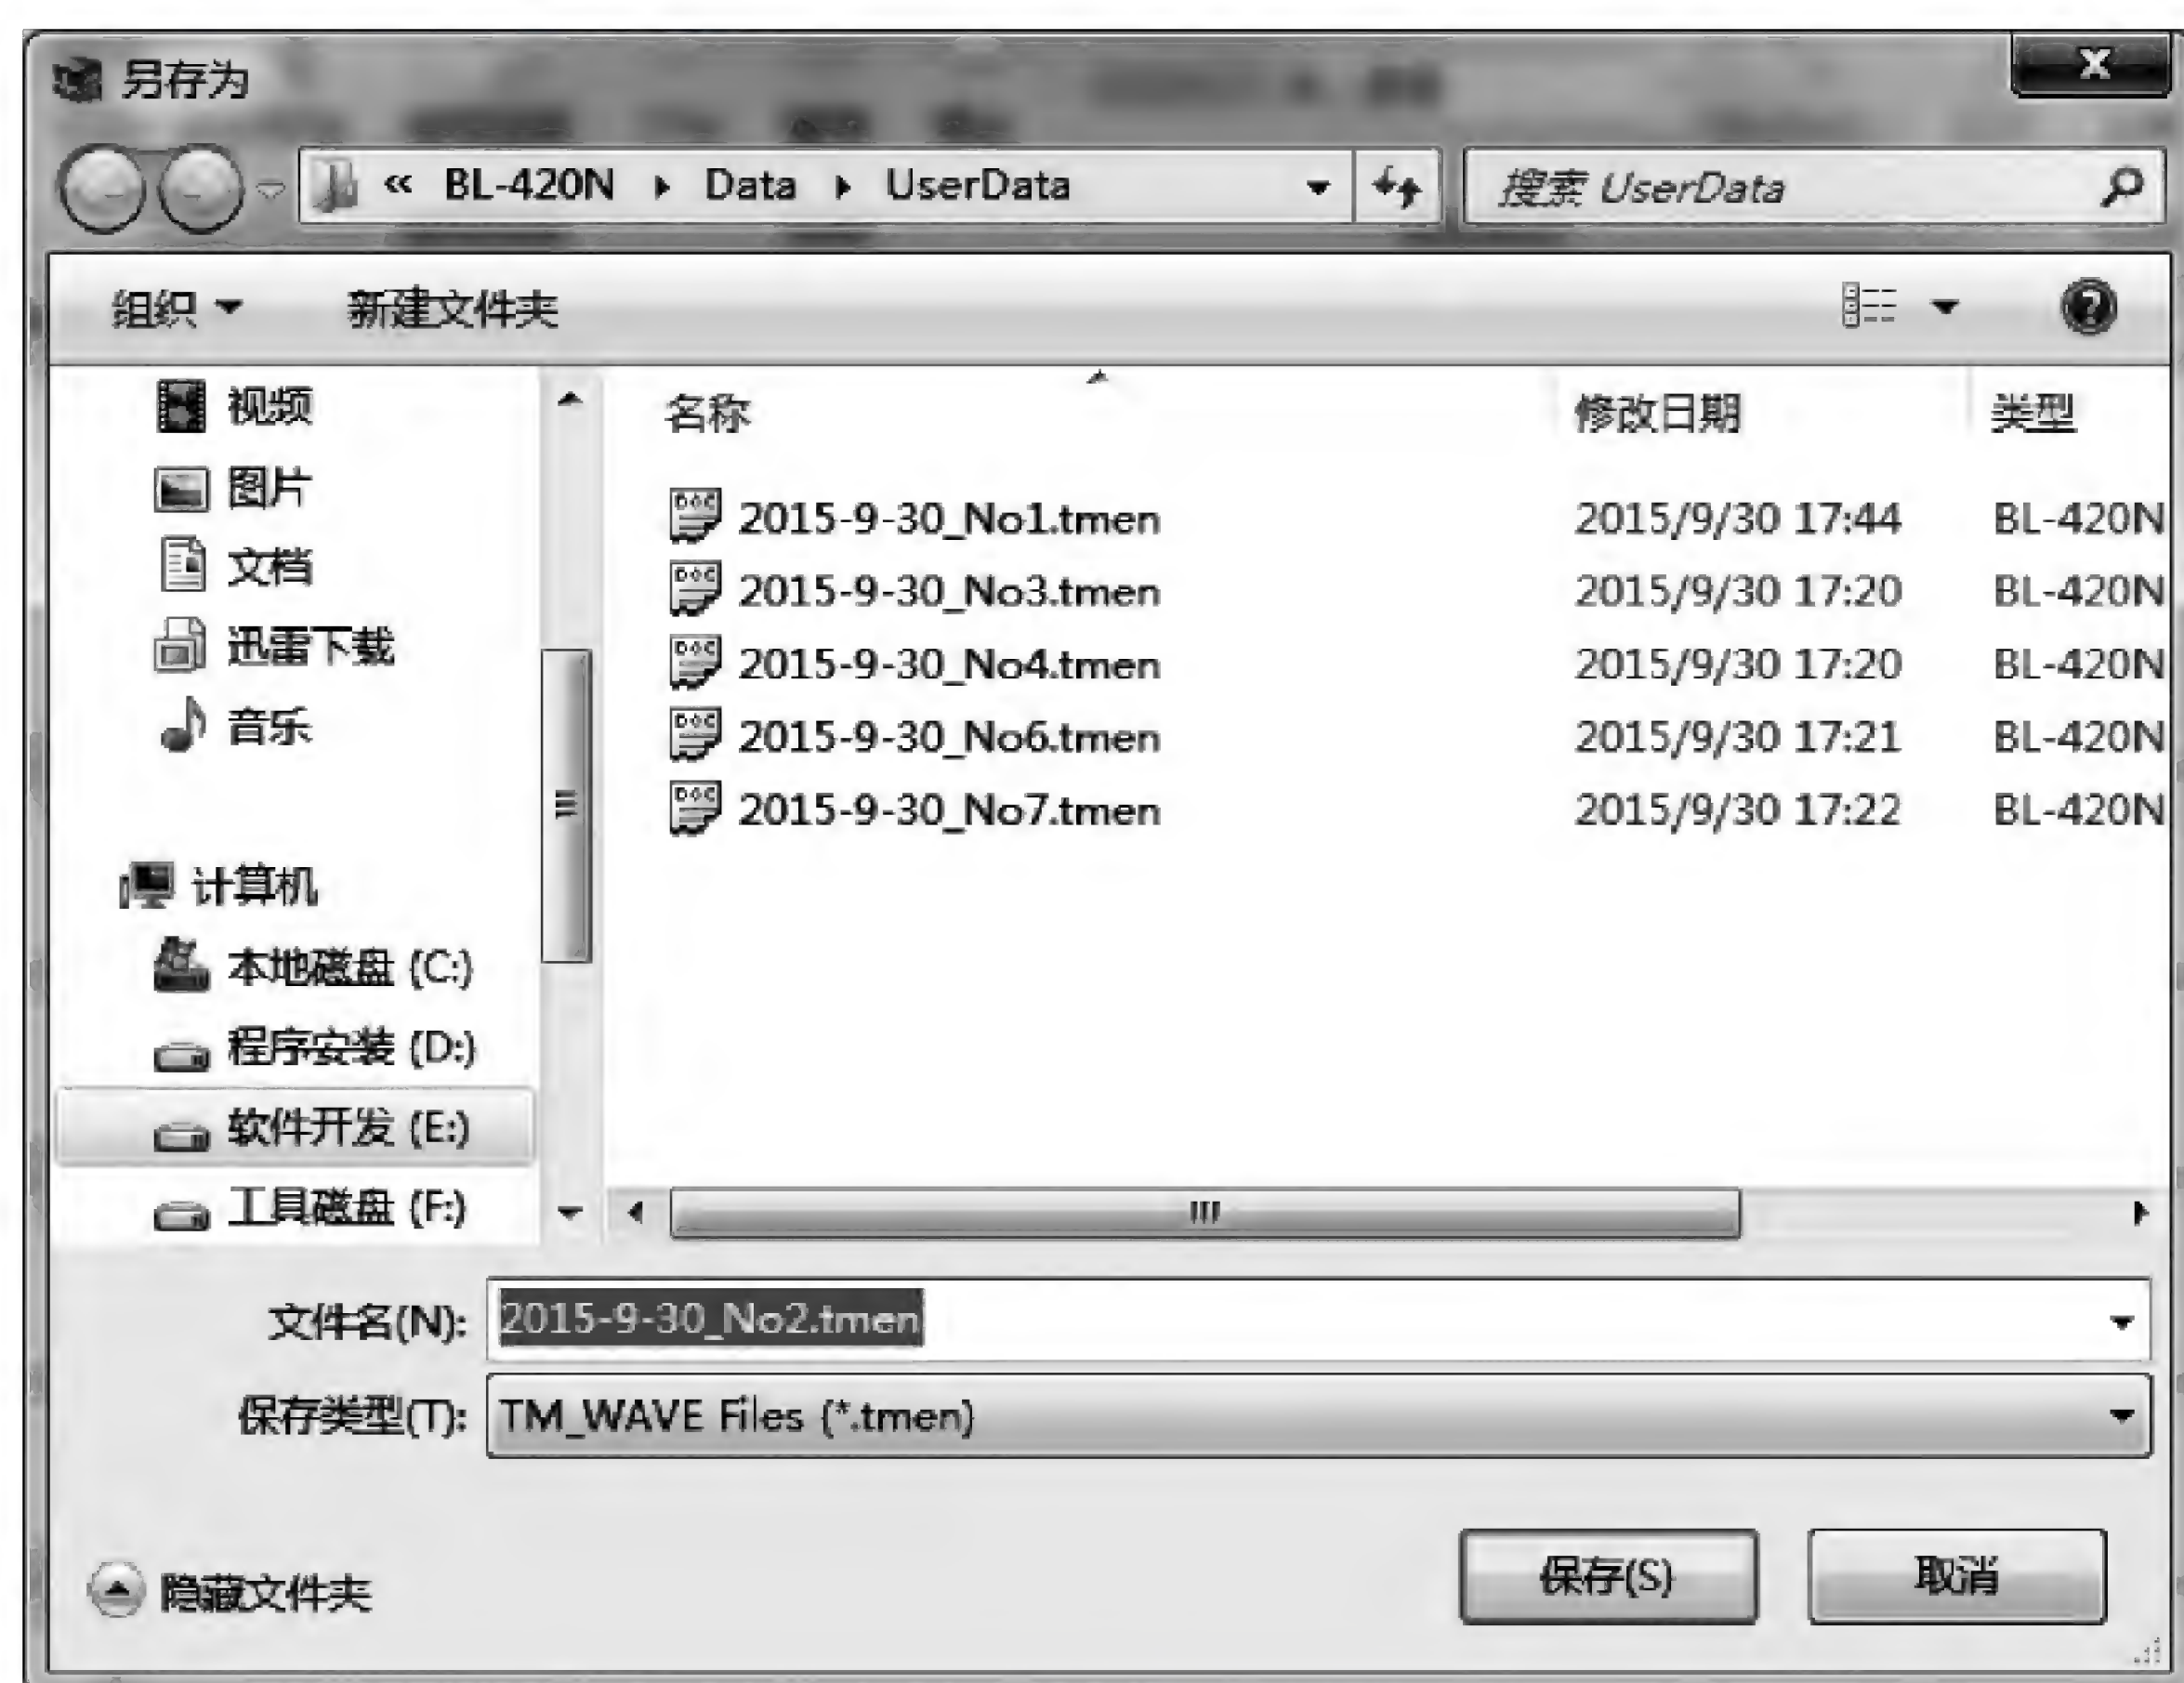 另存为
« BL-420N ▸ Data ▸ UserData
搜索 UserData
组织
新建文件夹
视频
图片
文档
迅雷下载
音乐
计算机
本地磁盘 (C:)
程序安装 (D:)
软件开发 (E:)
工具磁盘 (F:)
名称 修改日期 类型
2015-9-30_No1.tmen 2015/9/30 17:44 BL-420N
2015-9-30_No3.tmen 2015/9/30 17:20 BL-420N
2015-9-30_No4.tmen 2015/9/30 17:20 BL-420N
2015-9-30_No6.tmen 2015/9/30 17:21 BL-420N
2015-9-30_No7.tmen 2015/9/30 17:22 BL-420N
文件名(N): 2015-9-30_No2.tmen
保存类型(T): TM_WAVE Files (*.tmen)
隐藏文件夹
保存(S)
取消